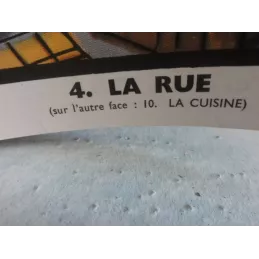 4. LA RUE
(sur l'autre face : 10. LA CUISINE)